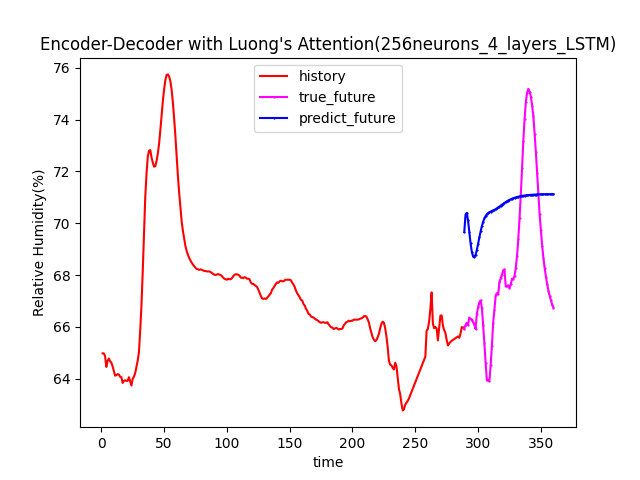 Encoder-Decoder with Luong's Attention(256neurons_4_layers_LSTM)
history
true_future
predict_future
Relative Humidity(%)
76
74
72
70
68
66
64
0 50 100 150 200 250 300 350
time